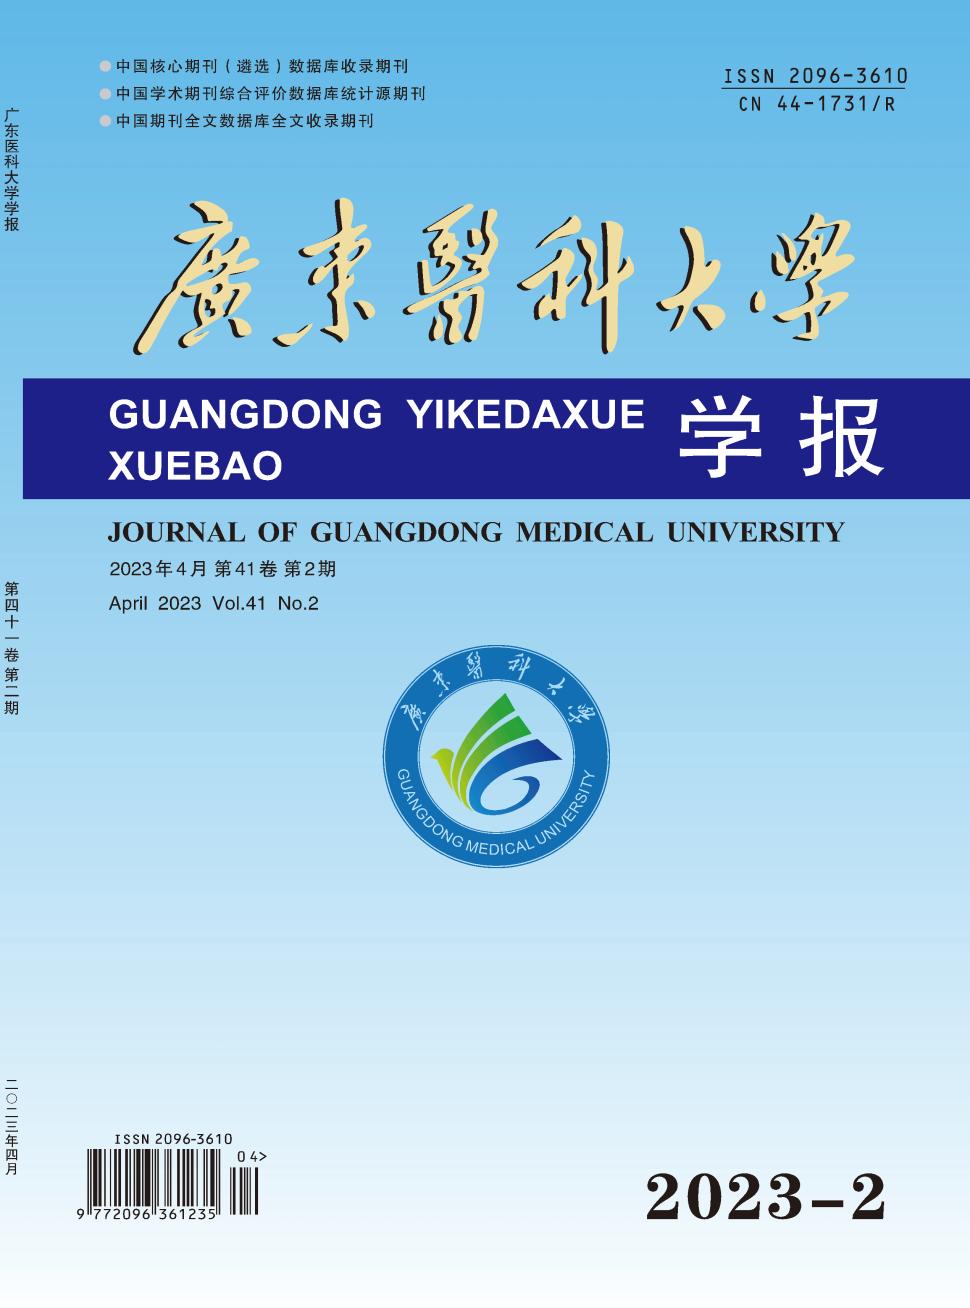 中国核心期刊（遴选）数据库收录期刊
中国学术期刊综合评价数据库统计源期刊
中国期刊全文数据库全文收录期刊
ISSN 2096-3610
CN 44-1731/R
广东医科大学学报
廣東醫科大學
GUANGDONG YIKEDAXUE
XUEBAO
学报
JOURNAL OF GUANGDONG MEDICAL UNIVERSITY
2023年4月 第41卷 第2期
April 2023 Vol.41 No.2
第四十一卷 第二期
廣東醫科大學
GUANGDONG MEDICAL UNIVERSITY
二〇二三年四月
ISSN 2096-3610
04>
9 772096 361235
2023-2